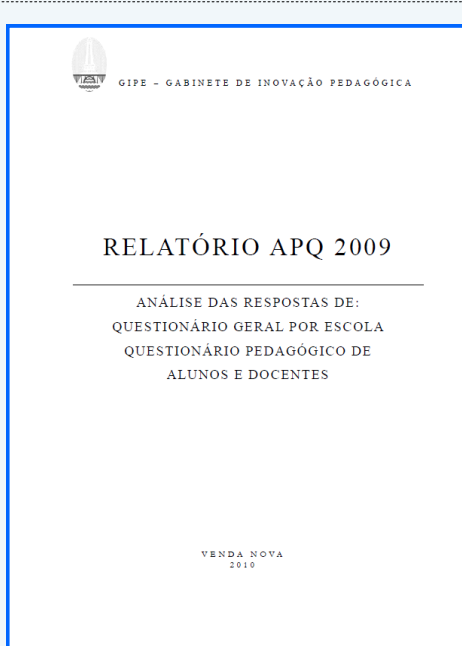 GIPE – GABINETE DE INOVAÇÃO PEDAGÓGICA
RELATÓRIO APQ 2009
ANÁLISE DAS RESPOSTAS DE:
QUESTIONÁRIO GERAL POR ESCOLA
QUESTIONÁRIO PEDAGÓGICO DE
ALUNOS E DOCENTES
VENDA NOVA
2010